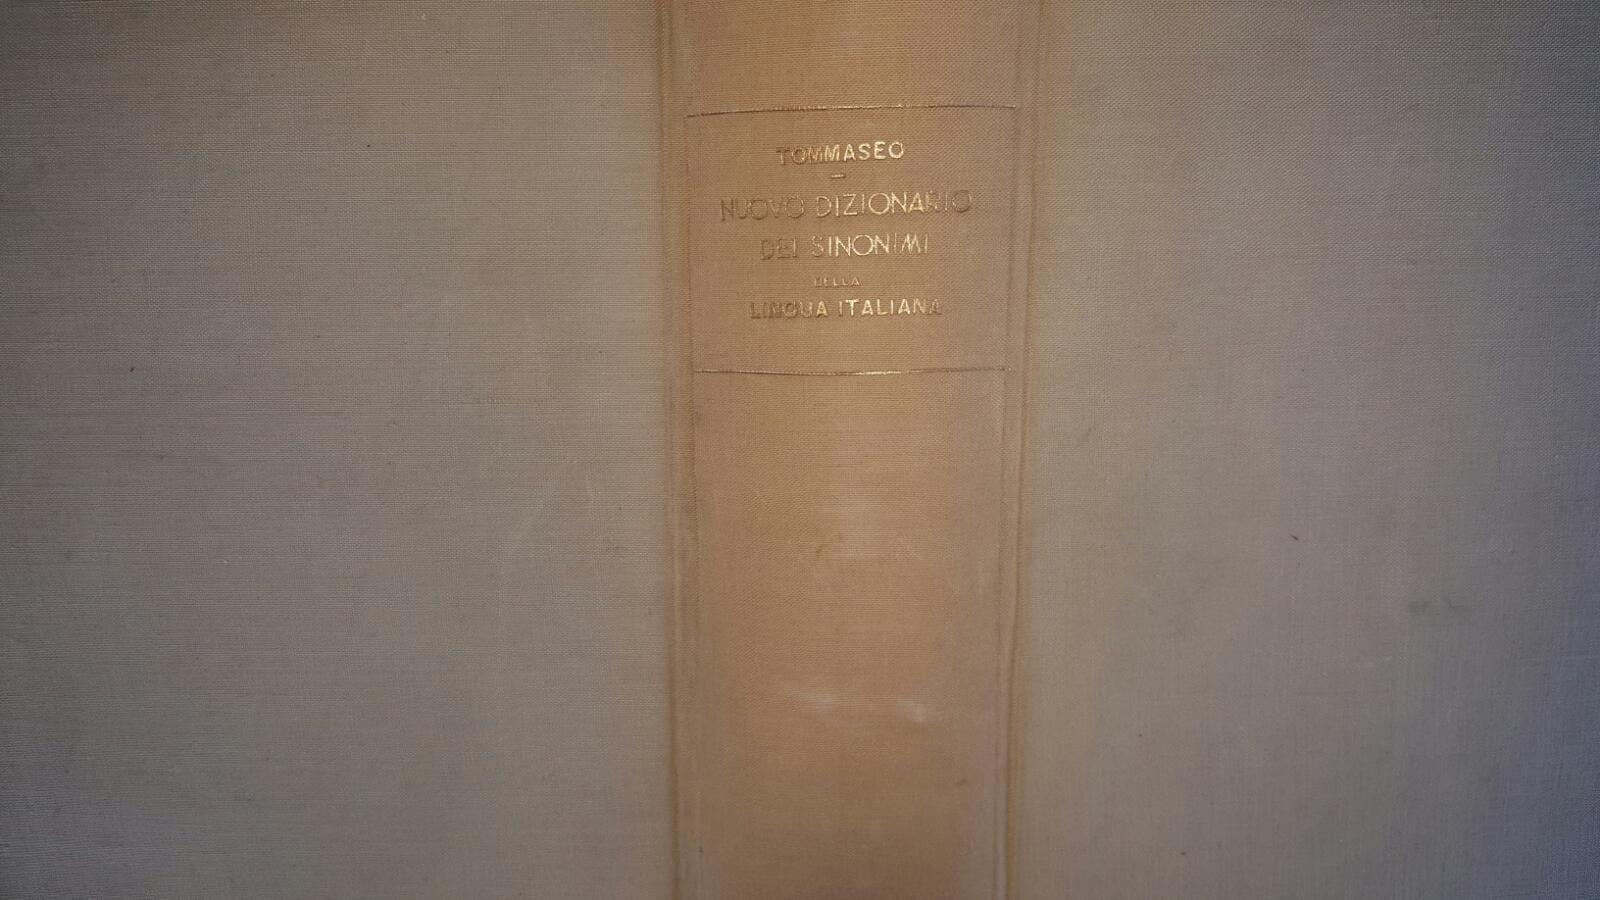 TOMMASEO
NUOVO DIZIONARIO
DEI SINONIMI
DELLA
LINGUA ITALIANA